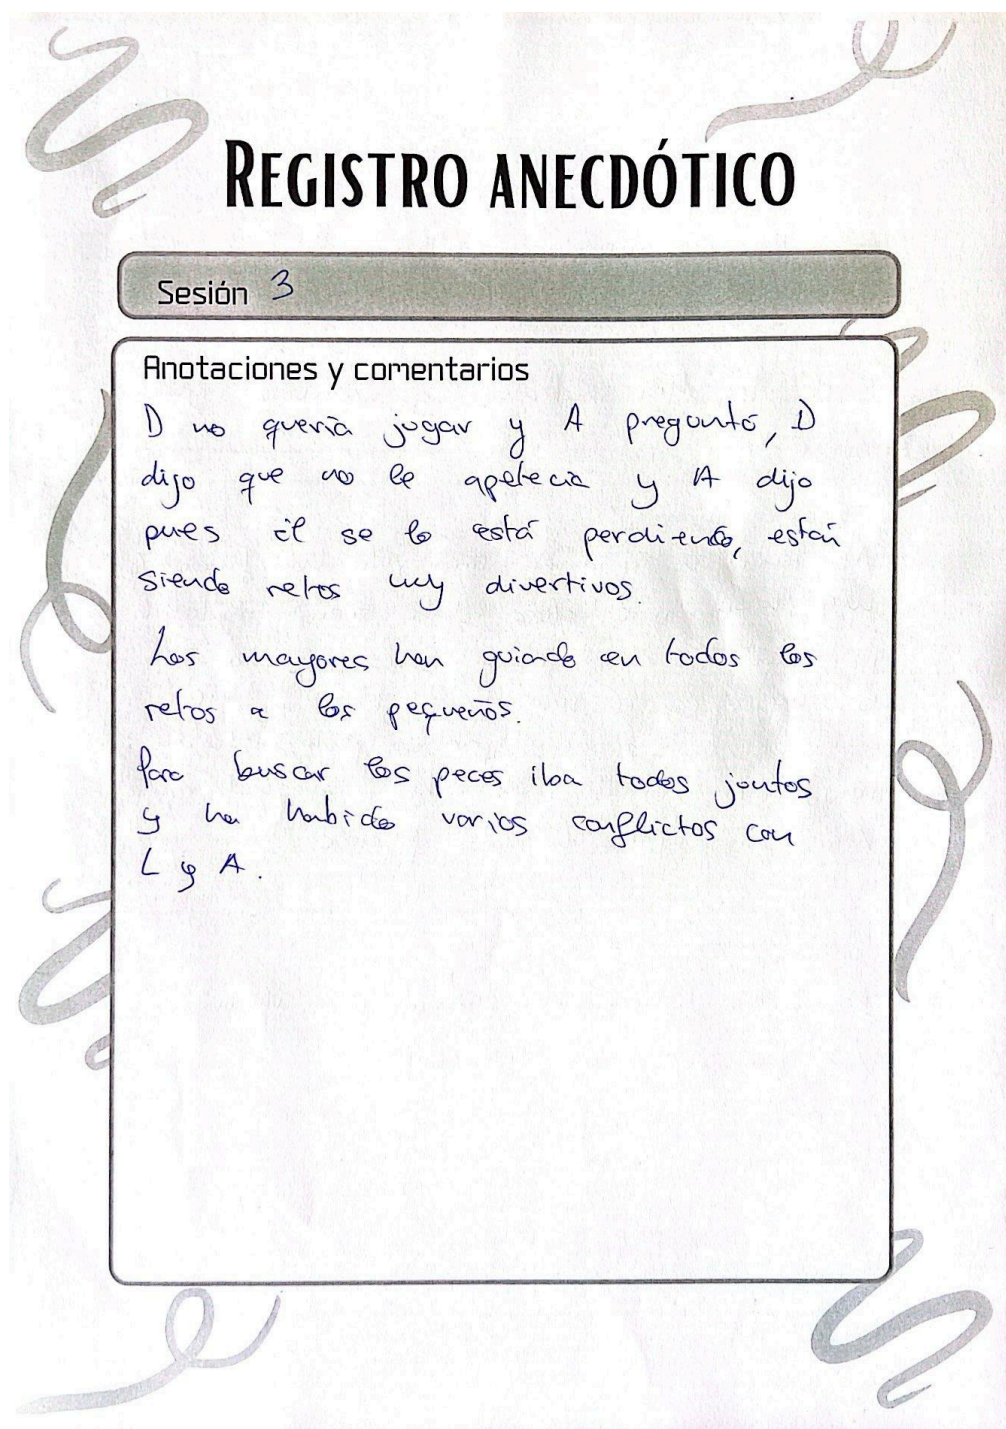 REGISTRO ANECDÓTICO
Sesión 3
Anotaciones y comentarios
D no quería jugar y A preguntó, D
dijo que no le apetecia y A dijo
pues él se lo está perdiendo, están
siendo retos muy divertivos.
Los mayores han guiado en todos los
retos a los pequeños.
Para buscar los peces iba todos juntos
y ha habido varios conflictos con
L y A.